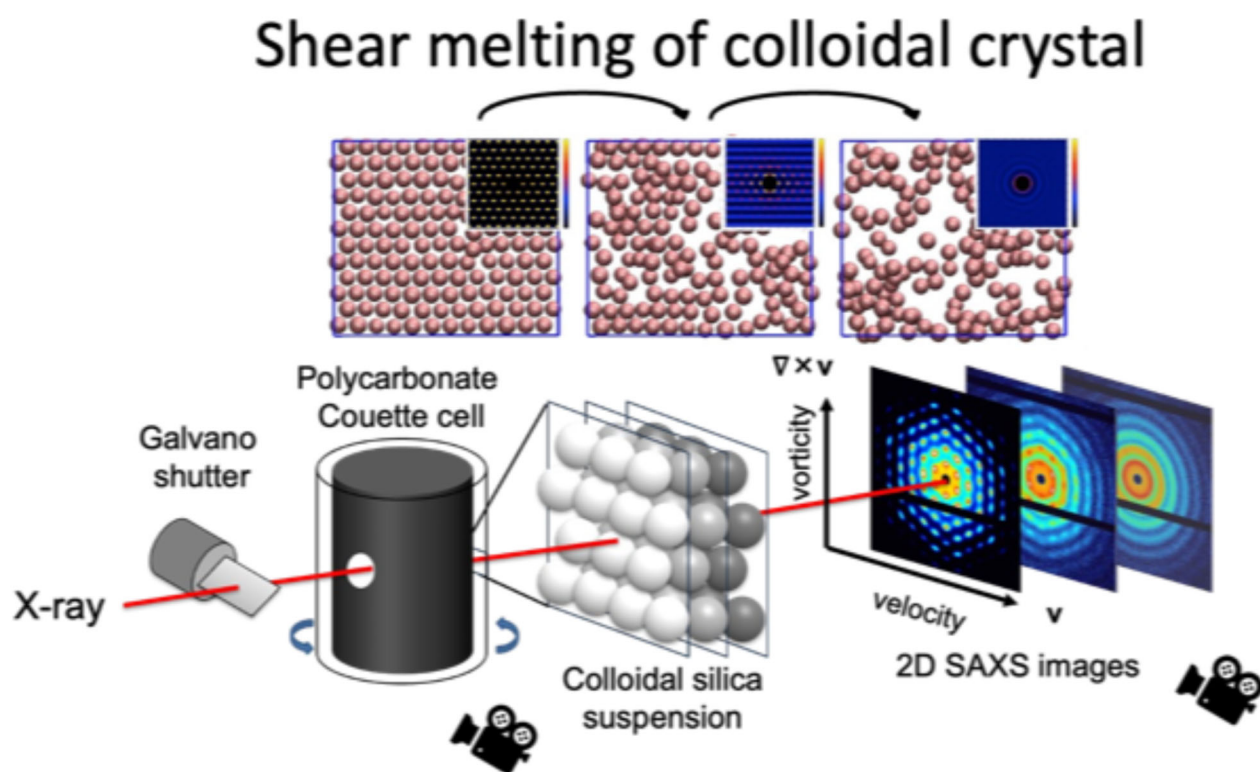 Shear melting of colloidal crystal
∇ × v
Polycarbonate
Couette cell
Galvano
shutter
vorticity
X-ray
velocity
v
2D SAXS images
Colloidal silica
suspension